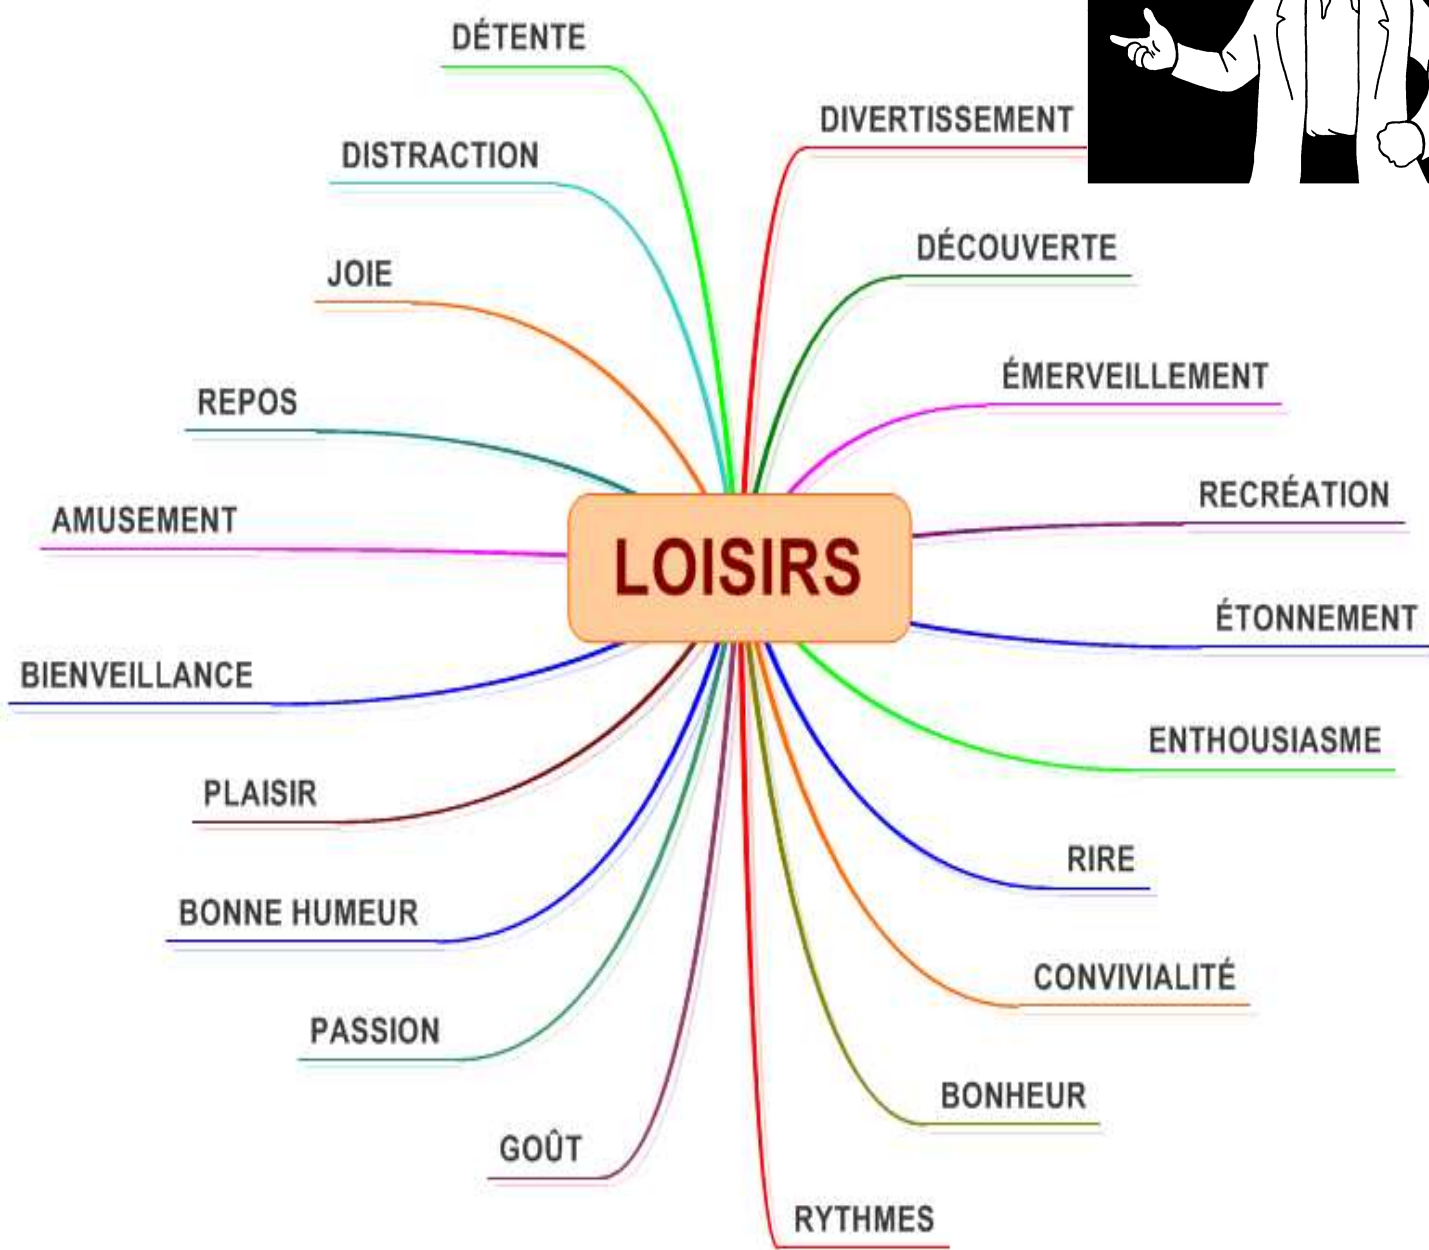 DÉTENTE
DIVERTISSEMENT
DISTRACTION
DÉCOUVERTE
JOIE
ÉMERVEILLEMENT
REPOS
RECRÉATION
AMUSEMENT
LOISIRS
ÉTONNEMENT
BIENVEILLANCE
ENTHOUSIASME
PLAISIR
RIRE
BONNE HUMEUR
CONVIVIALITÉ
PASSION
BONHEUR
GOÛT
RYTHMES